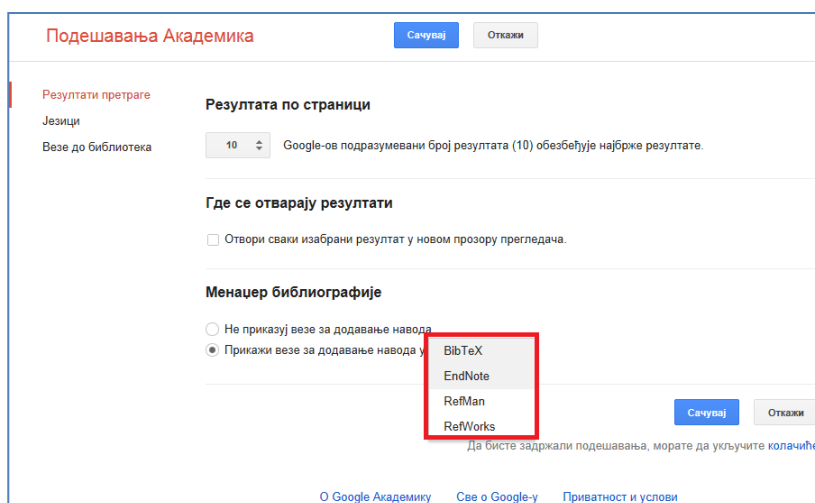 Подешавања Академика
Сачувај
Откажи
Резултати претраге
Језици
Везе до библиотека
Резултата по страници
10
Google-ов подразумевани број резултата (10) обезбеђује најбрже резултате.
Где се отварају резултати
Отвори сваки изабрани резултат у новом прозору прегледача.
Менаџер библиографије
Не приказуј везе за додавање навода.
Прикажи везе за додавање навода у
BibTeX
EndNote
RefMan
RefWorks
Сачувај
Откажи
Да бисте задржали подешавања, морате да укључите колачиће
О Google Академику
Све о Google-у
Приватност и услови